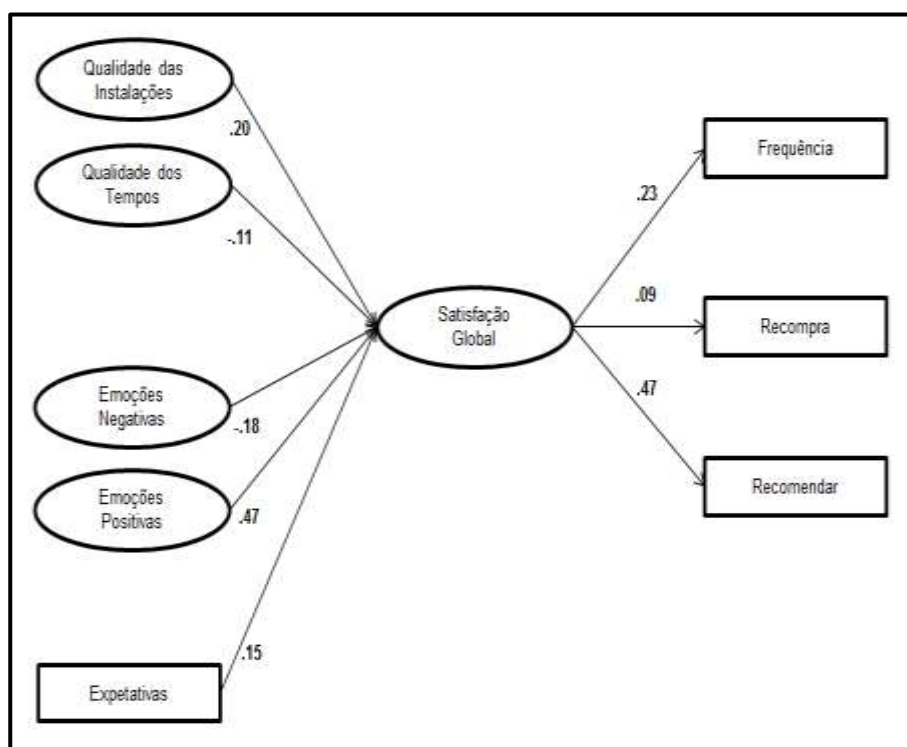 Qualidade das
Instalações
.20
Qualidade dos
Tempos
-.11
Emoções
Negativas
-.18
Emoções
Positivas
.47
Expetativas
.15
Satisfação
Global
.23
Frequência
.09
Recompra
.47
Recomendar